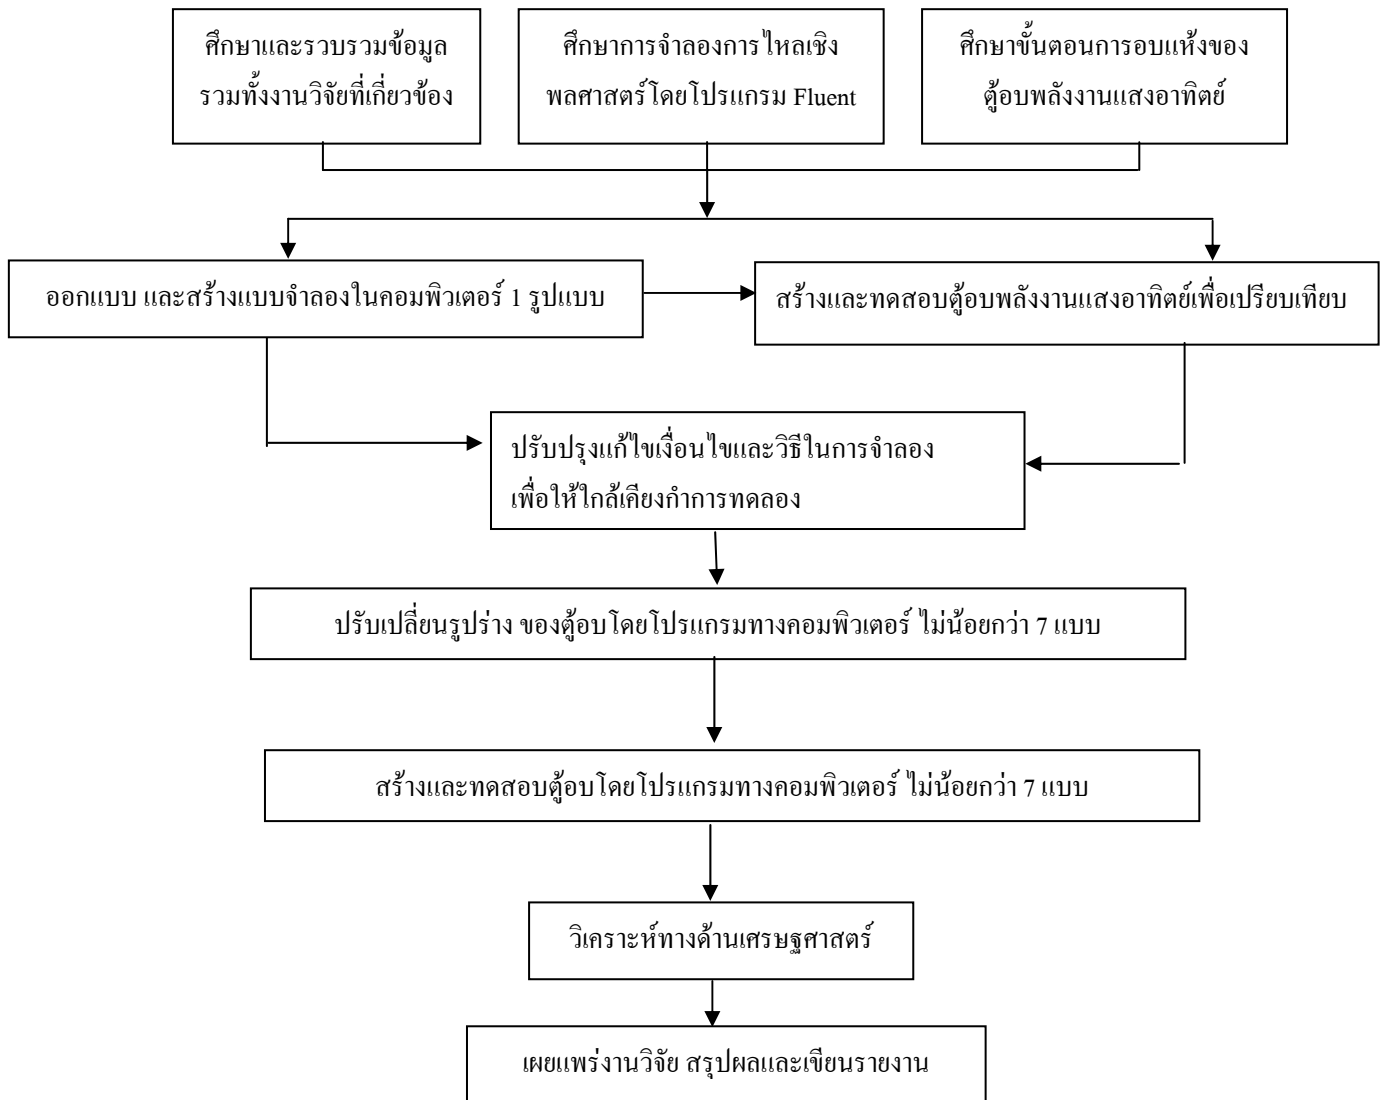 ศึกษาและรวบรวมข้อมูล
รวมทั้งงานวิจัยที่เกี่ยวข้อง
ศึกษาการจำลองการไหลเชิง
พลศาสตร์โดยโปรแกรม Fluent
ศึกษาขั้นตอนการอบแห้งของ
ตู้อบพลังงานแสงอาทิตย์
ออกแบบ และสร้างแบบจำลองในคอมพิวเตอร์ 1 รูปแบบ
สร้างและทดสอบตู้อบพลังงานแสงอาทิตย์เพื่อเปรียบเทียบ
ปรับปรุงแก้ไขเงื่อนไขและวิธีในการจำลอง
เพื่อให้ใกล้เคียงกำการทดลอง
ปรับเปลี่ยนรูปร่าง ของตู้อบโดยโปรแกรมทางคอมพิวเตอร์ ไม่น้อยกว่า 7 แบบ
สร้างและทดสอบตู้อบโดยโปรแกรมทางคอมพิวเตอร์ ไม่น้อยกว่า 7 แบบ
วิเคราะห์ทางด้านเศรษฐศาสตร์
เผยแพร่งานวิจัย สรุปผลและเขียนรายงาน